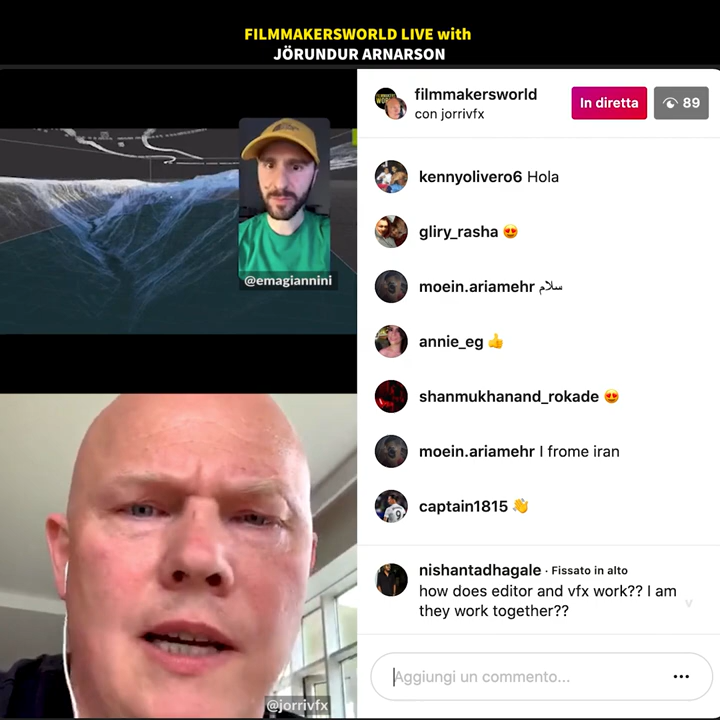 FILMMAKERSWORLD LIVE with
JÖRUNDUR ARNARSON
@emagiannini
@jorrivfx
filmmakersworld
con jorrivfx
In diretta
89
kennyolivero6 Hola
gliry_rasha 😍
moein.ariamehr سلام
annie_eg 👍
shanmukhanand_rokade 😍
moein.ariamehr I frome iran
captain1815 👋
nishantadhagale · Fissato in alto
how does editor and vfx work?? I am
they work together??
Aggiungi un commento...